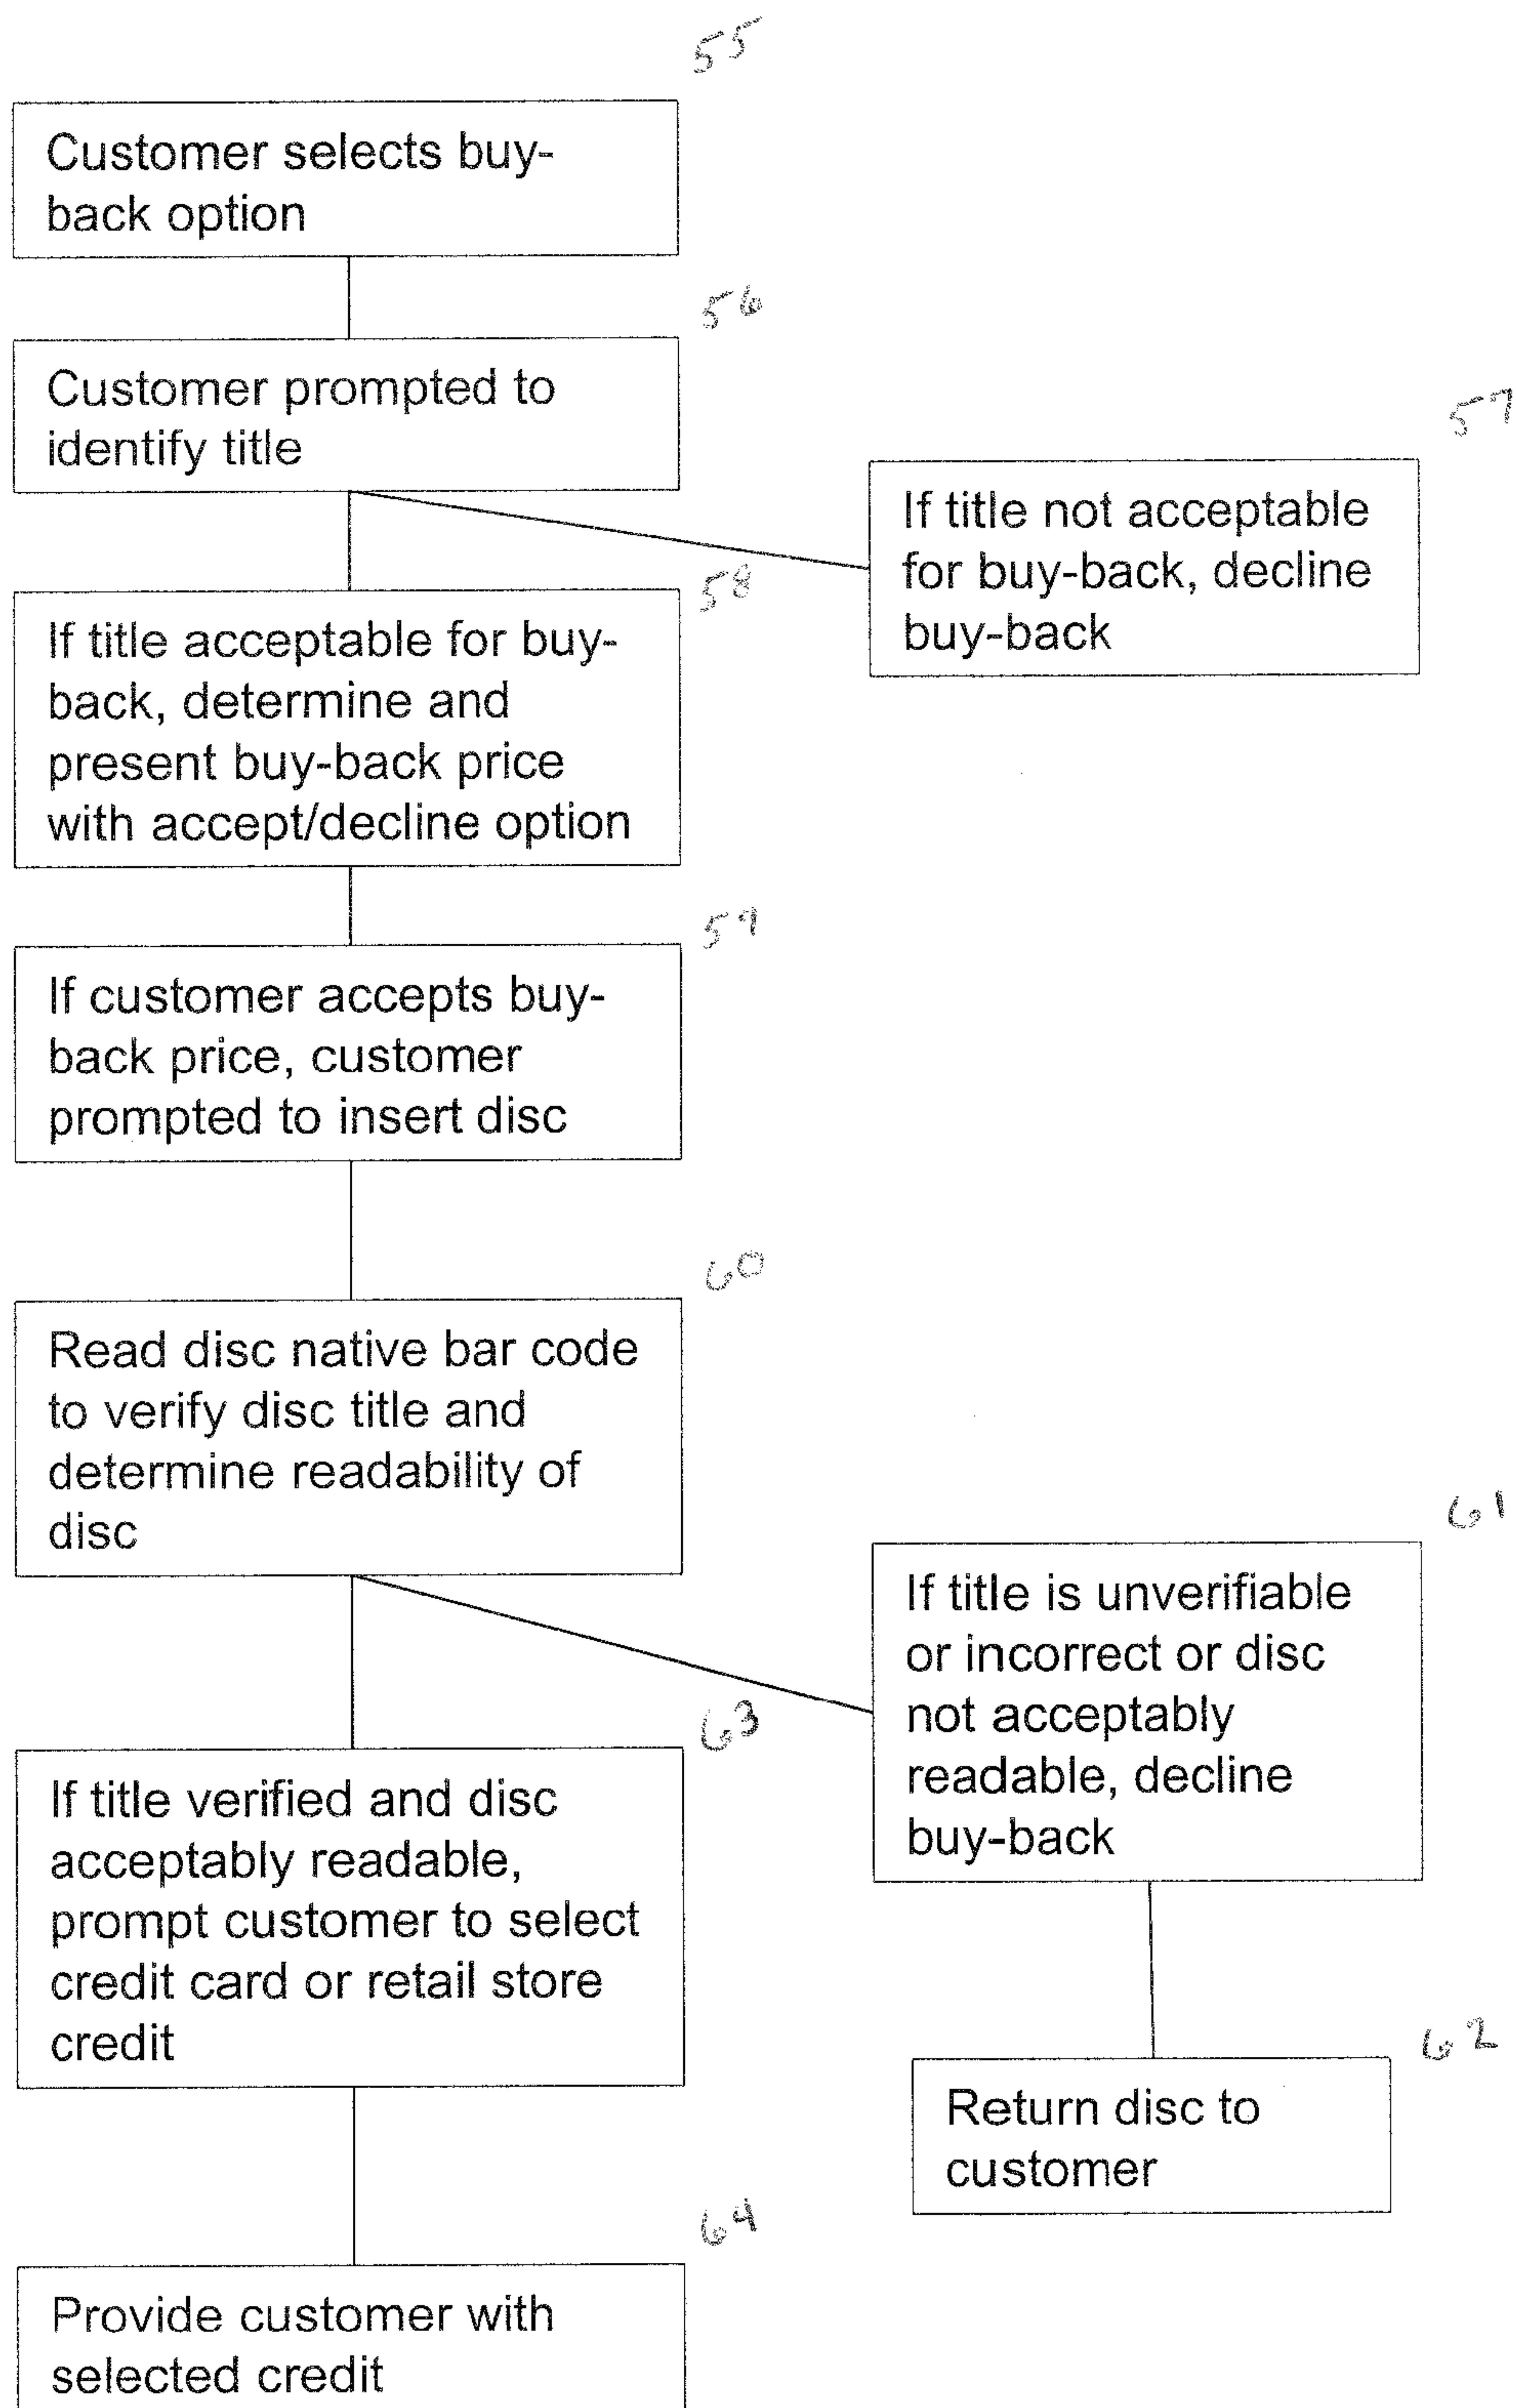 55
Customer selects buy-
back option
56
Customer prompted to
identify title
57
If title not acceptable
for buy-back, decline
buy-back
58
If title acceptable for buy-
back, determine and
present buy-back price
with accept/decline option
59
If customer accepts buy-
back price, customer
prompted to insert disc
60
Read disc native bar code
to verify disc title and
determine readability of
disc
61
If title is unverifiable
or incorrect or disc
not acceptably
readable, decline
buy-back
62
Return disc to
customer
63
If title verified and disc
acceptably readable,
prompt customer to select
credit card or retail store
credit
64
Provide customer with
selected credit